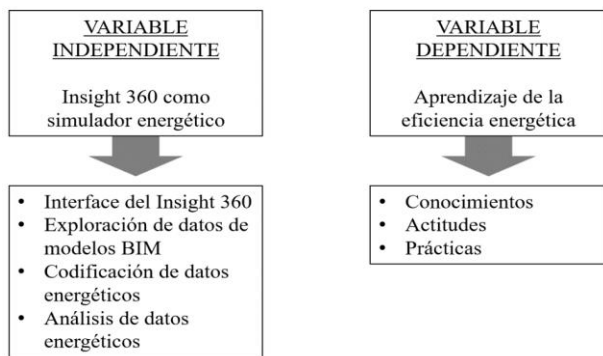 VARIABLE
INDEPENDIENTE
Insight 360 como
simulador energético
• Interface del Insight 360
• Exploración de datos de
modelos BIM
• Codificación de datos
energéticos
• Análisis de datos
energéticos
VARIABLE
DEPENDIENTE
Aprendizaje de la
eficiencia energética
• Conocimientos
• Actitudes
• Prácticas